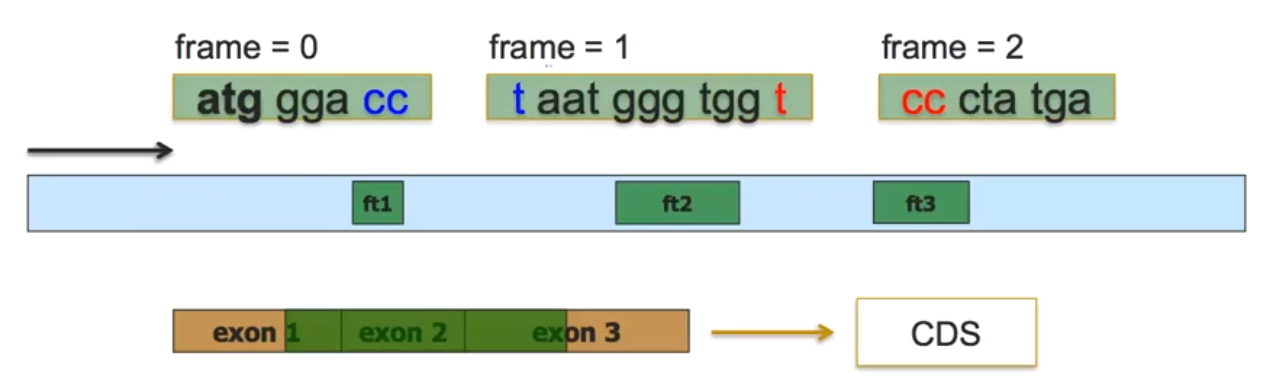 frame = 0 frame = 1 frame = 2
atg gga cc t aat ggg tgg t cc cta tga
ft1 ft2 ft3
exon 1 exon 2 exon 3 CDS